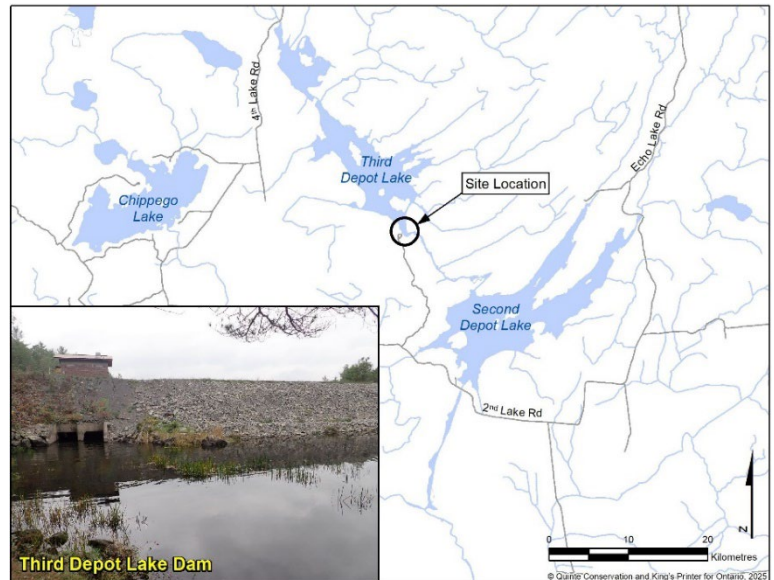 4th Lake Rd
Echo Lake Rd
Third
Depot Lake
Site Location
Chippego
Lake
P
Second
Depot Lake
2nd Lake Rd
Third Depot Lake Dam
N
0 10 20
Kilometres
© Quinte Conservation and King's Printer for Ontario, 2025